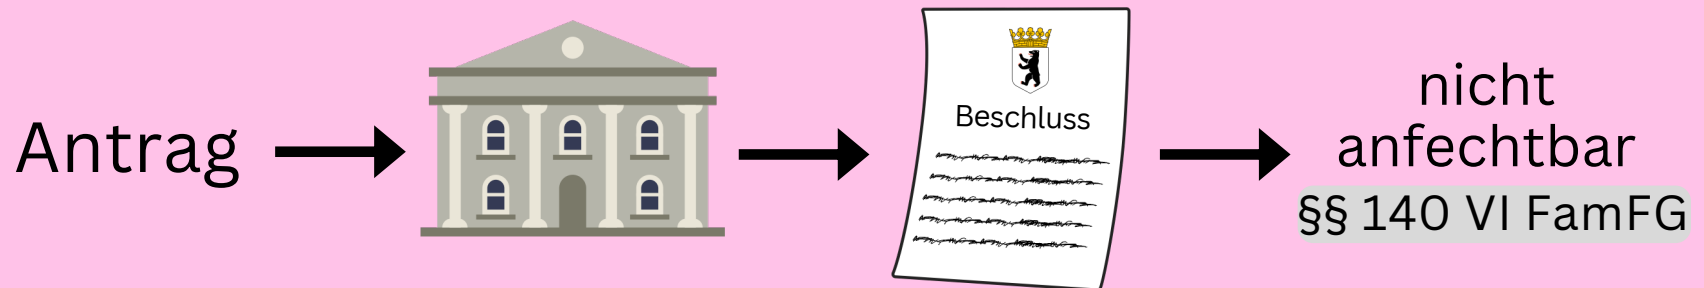 Antrag
Beschluss
nicht
anfechtbar
§§ 140 VI FamFG